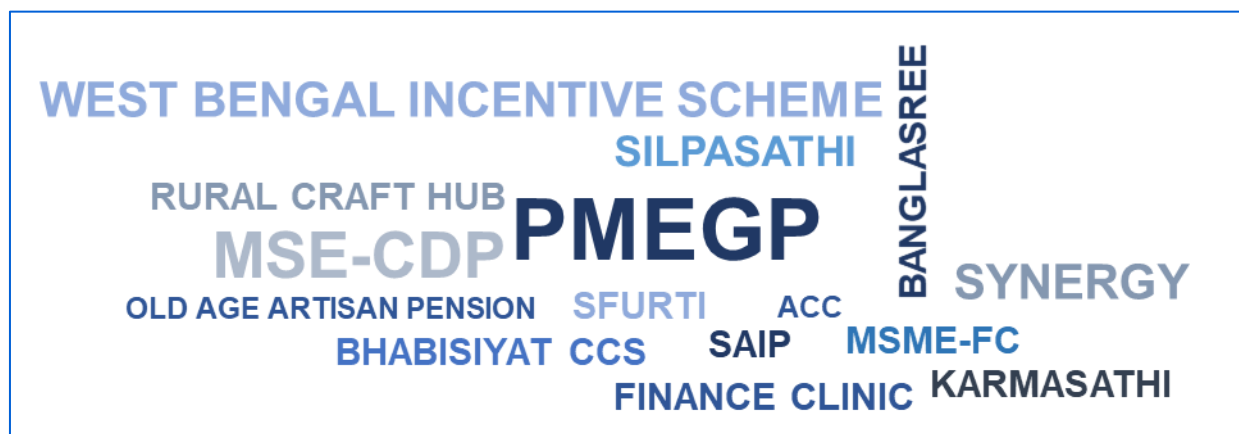 WEST BENGAL INCENTIVE SCHEME
BANGLASREE
SILPASATHI
RURAL CRAFT HUB
PMEGP
MSE-CDP
SYNERGY
OLD AGE ARTISAN PENSION
SFURTI
ACC
BHABISIYAT CCS
SAIP
MSME-FC
FINANCE CLINIC
KARMASATHI